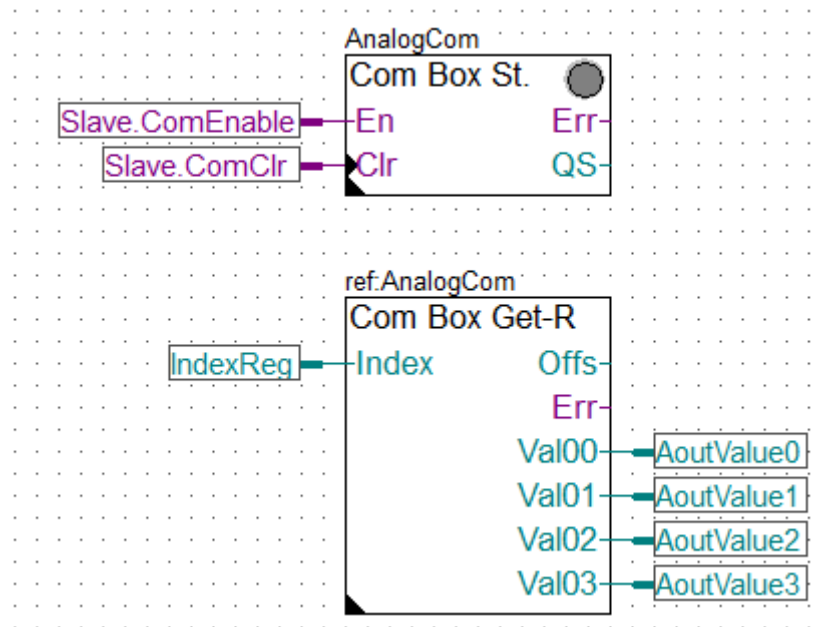 AnalogCom
Com Box St.
Slave.ComEnable En Err
Slave.ComClr Clr QS
ref:AnalogCom
Com Box Get-R
IndexReg Index Offs
Err
Val00 AoutValue0
Val01 AoutValue1
Val02 AoutValue2
Val03 AoutValue3